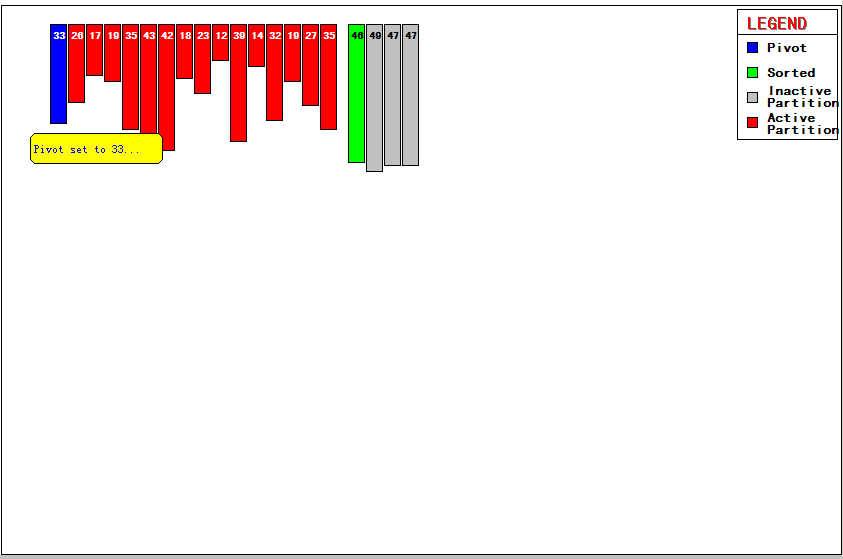 33 26 17 19 35 43 42 18 23 12 39 14 32 19 27 35 46 49 47 47
Pivot set to 33...
LEGEND
Pivot
Sorted
Inactive
Partition
Active
Partition